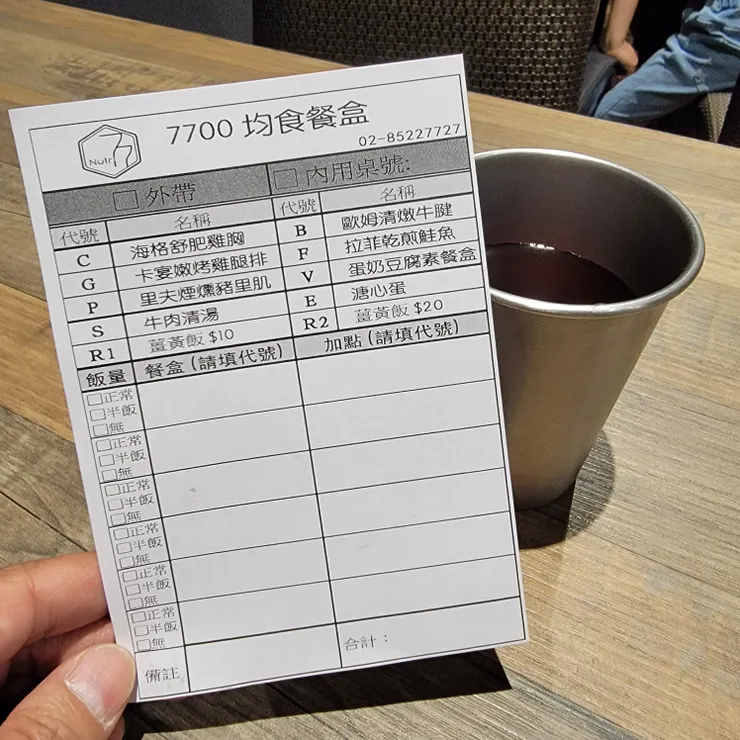 Nutr 7
7700 均食餐盒
02-85227727
□外帶 □內用桌號:
代號 名稱 代號 名稱
C 海格舒肥雞胸 B 歐姆清燉牛腱
G 卡宴嫩烤雞腿排 F 拉菲乾煎鮭魚
P 里夫煙燻豬里肌 V 蛋奶豆腐素餐盒
S 牛肉清湯 E 溏心蛋
R1 薑黃飯 $10 R2 薑黃飯 $20
飯量 餐盒 (請填代號) 加點 (請填代號)
□正常
□半飯
□無
□正常
□半飯
□無
□正常
□半飯
□無
□正常
□半飯
□無
□正常
□半飯
□無
□正常
□半飯
□無
備註 合計：